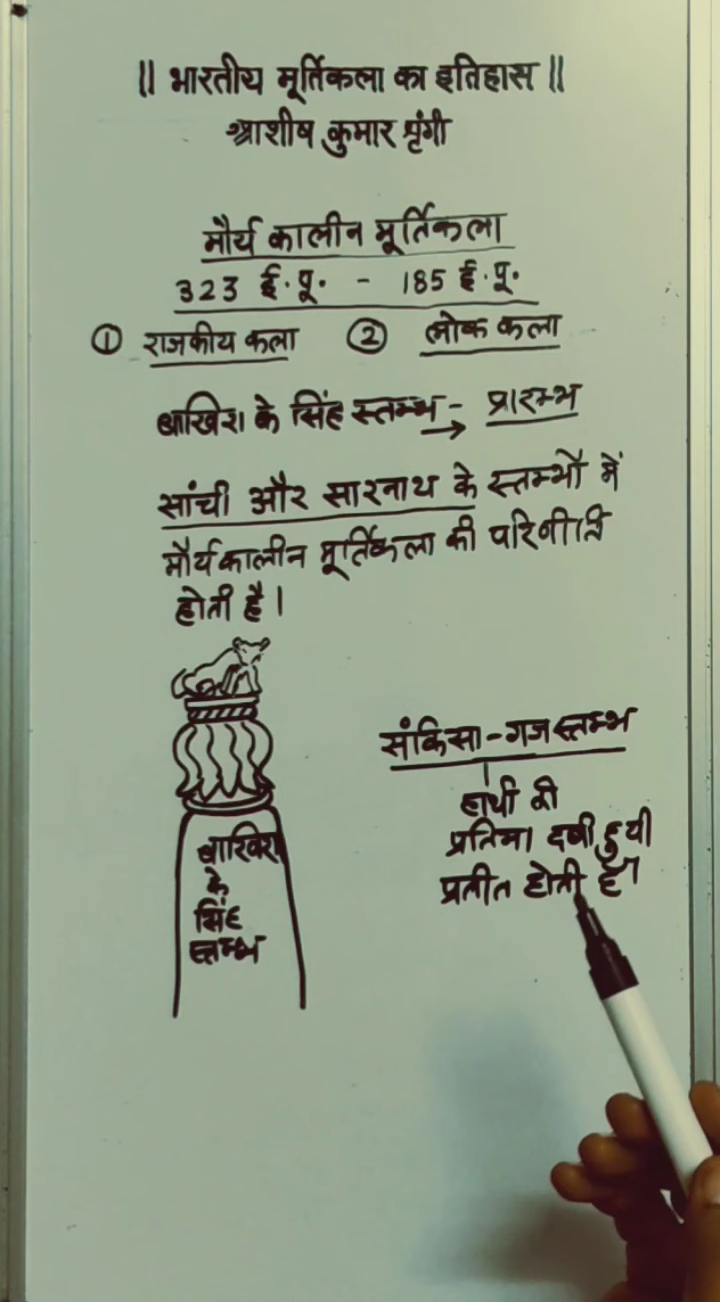 || भारतीय मूर्तिकला का इतिहास ||
आशीष कुमार श्रृंगी
मौर्य कालीन मूर्तिकला
323 ई.पू. - 185 ई.पू.
① राजकीय कला ② लोक कला
बाखिरा के सिंह स्तम्भ - → प्रारम्भ
सांची और सारनाथ के स्तम्भो में
मौर्यकालीन मूर्तिकला की परिणीति
होती है।
संकिसा - गज स्तम्भ
हाथी की
प्रतिमा दबी हुयी
प्रतीत होती है।
बाखिरा
के
सिंह
स्तम्भ